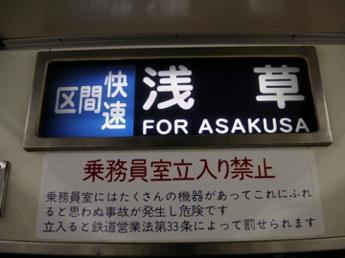 区間快速 浅草
FOR ASAKUSA
乗務員室立入り禁止
乗務員室にはたくさんの機器があってこれにふれ
ると思わぬ事故が発生し危険です
立入ると鉄道営業法第33条によって罰せられます